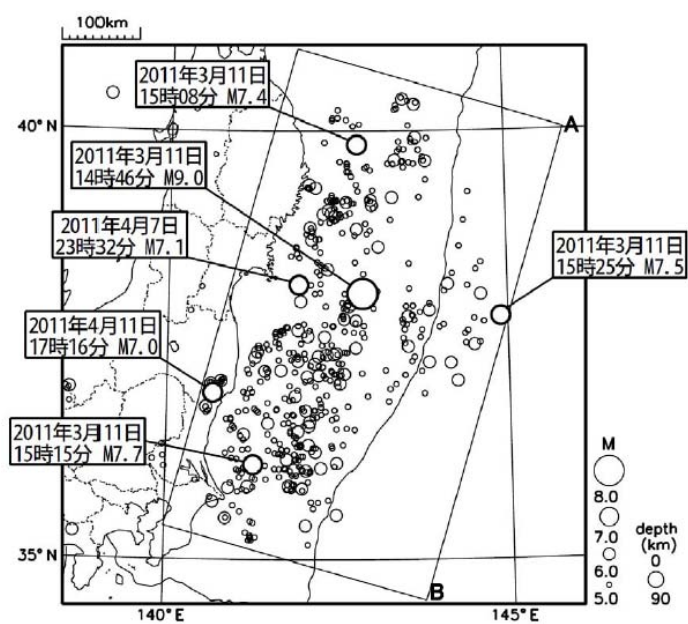 100km
2011年3月11日
15時08分 M7.4
40°N
A
2011年3月11日
14時46分 M9.0
2011年4月7日
23時32分 M7.1
2011年3月11日
15時25分 M7.5
2011年4月11日
17時16分 M7.0
2011年3月11日
15時15分 M7.7
M
8.0
7.0
6.0
5.0
depth
(km)
0
90
35°N
B
140°E
145°E